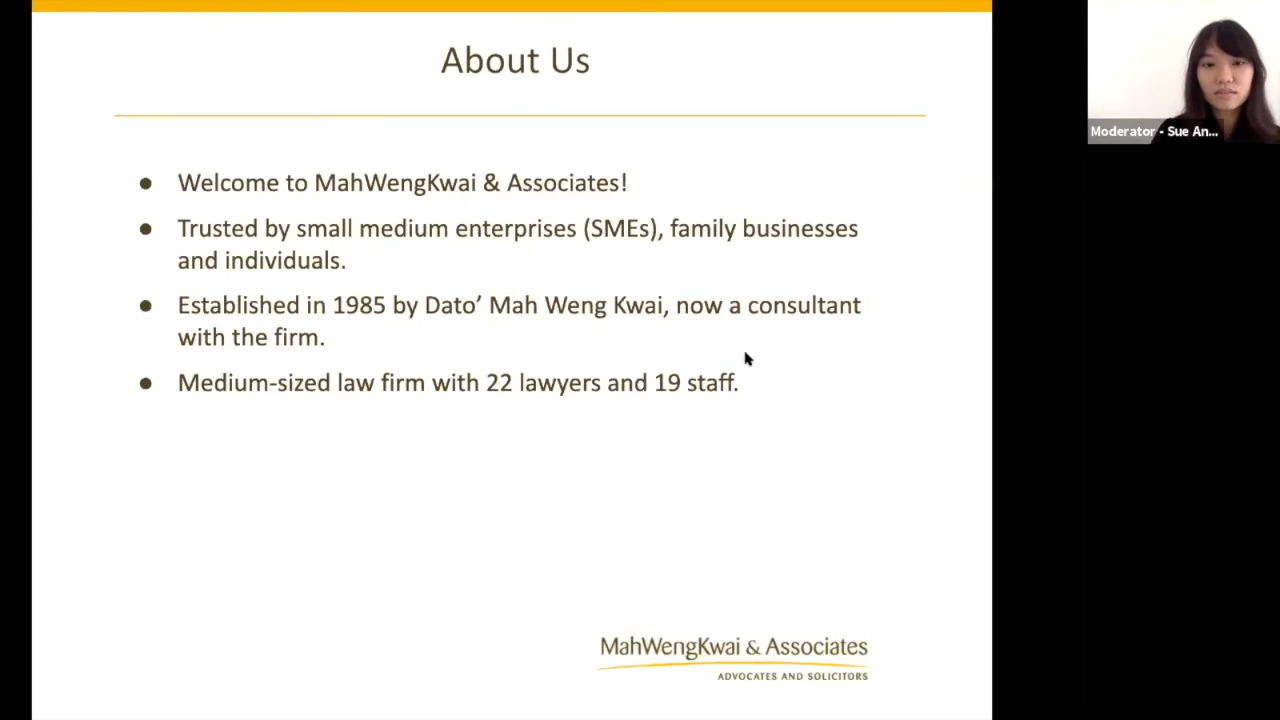 About Us
● Welcome to MahWengKwai & Associates!
● Trusted by small medium enterprises (SMEs), family businesses
and individuals.
● Established in 1985 by Dato’ Mah Weng Kwai, now a consultant
with the firm.
● Medium-sized law firm with 22 lawyers and 19 staff.
MahWengKwai & Associates
ADVOCATES AND SOLICITORS
Moderator - Sue An...